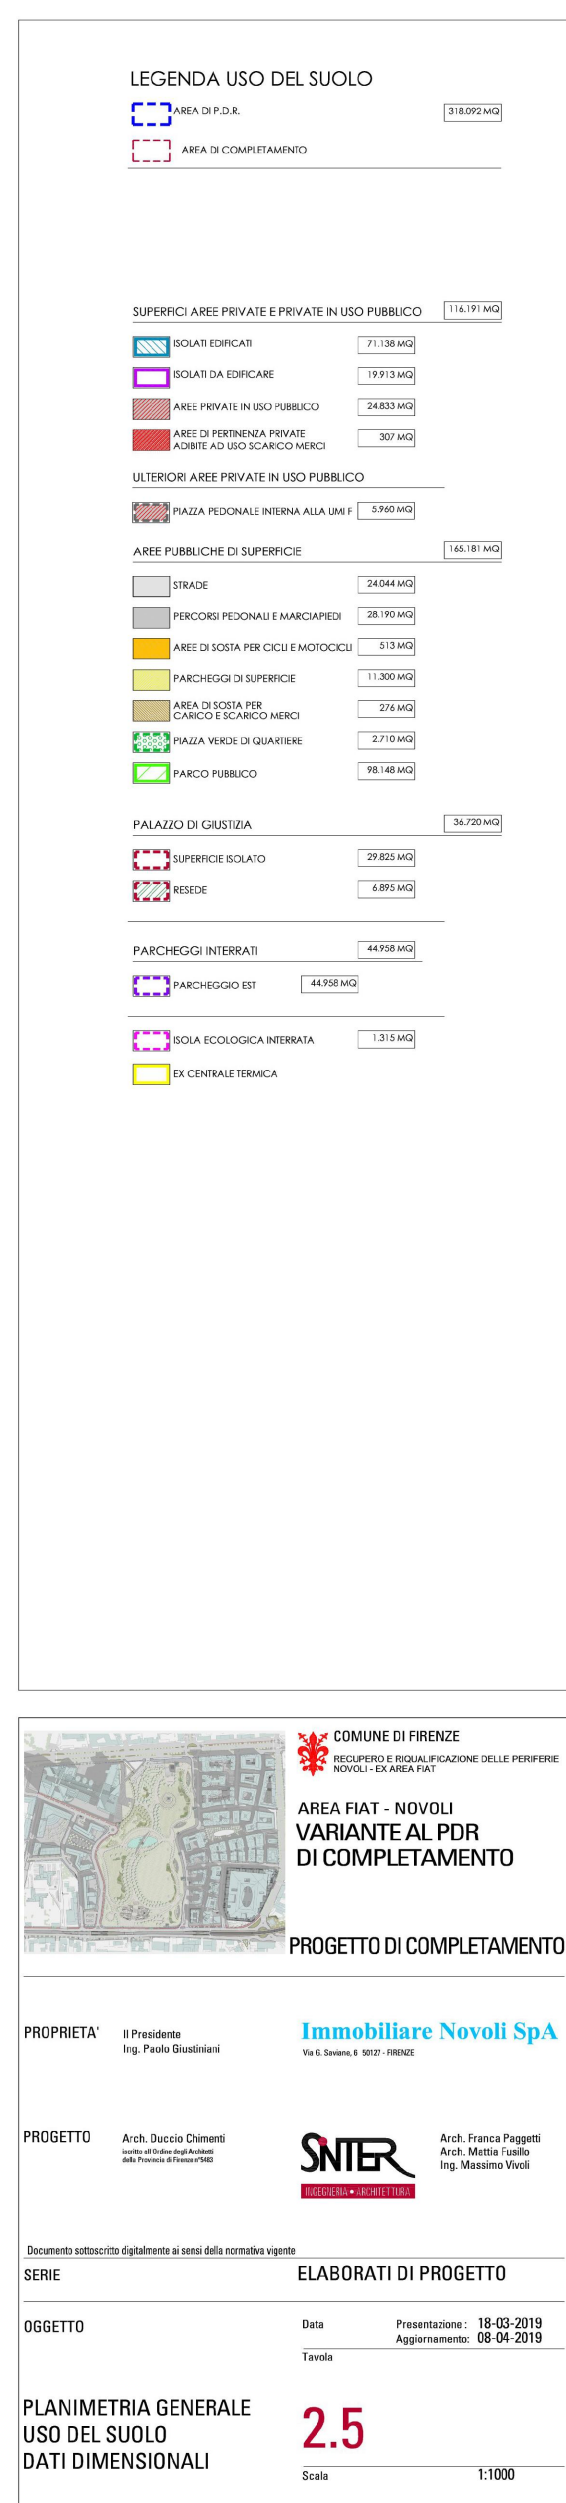 LEGENDA USO DEL SUOLO
AREA DI P.D.R. 318.092 MQ
AREA DI COMPLETAMENTO
SUPERFICI AREE PRIVATE E PRIVATE IN USO PUBBLICO 116.191 MQ
ISOLATI EDIFICATI 71.138 MQ
ISOLATI DA EDIFICARE 19.913 MQ
AREE PRIVATE IN USO PUBBLICO 24.833 MQ
AREE DI PERTINENZA PRIVATE
ADIBITE AD USO SCARICO MERCI 307 MQ
ULTERIORI AREE PRIVATE IN USO PUBBLICO
PIAZZA PEDONALE INTERNA ALLA UMI F 5.960 MQ
AREE PUBBLICHE DI SUPERFICIE 165.181 MQ
STRADE 24.044 MQ
PERCORSI PEDONALI E MARCIAPIEDI 28.190 MQ
AREE DI SOSTA PER CICLI E MOTOCICLI 513 MQ
PARCHEGGI DI SUPERFICIE 11.300 MQ
AREA DI SOSTA PER
CARICO E SCARICO MERCI 276 MQ
PIAZZA VERDE DI QUARTIERE 2.710 MQ
PARCO PUBBLICO 98.148 MQ
PALAZZO DI GIUSTIZIA 36.720 MQ
SUPERFICIE ISOLATO 29.825 MQ
RESEDE 6.895 MQ
PARCHEGGI INTERRATI 44.958 MQ
PARCHEGGIO EST 44.958 MQ
ISOLA ECOLOGICA INTERRATA 1.315 MQ
EX CENTRALE TERMICA
COMUNE DI FIRENZE
RECUPERO E RIQUALIFICAZIONE DELLE PERIFERIE
NOVOLI - EX AREA FIAT
AREA FIAT - NOVOLI
VARIANTE AL PDR
DI COMPLETAMENTO
PROGETTO DI COMPLETAMENTO
PROPRIETA'
Il Presidente
Ing. Paolo Giustiniani
Immobiliare Novoli SpA
Via G. Saviane, 6 50127 - FIRENZE
PROGETTO
Arch. Duccio Chimenti
iscritto all'Ordine degli Architetti
della Provincia di Firenze n°5483
SINTER
INGEGNERIA • ARCHITETTURA
Arch. Franca Paggetti
Arch. Mattia Fusillo
Ing. Massimo Vivoli
Documento sottoscritto digitalmente ai sensi della normativa vigente
SERIE
ELABORATI DI PROGETTO
OGGETTO
Data
Presentazione : 18-03-2019
Aggiornamento: 08-04-2019
Tavola
PLANIMETRIA GENERALE
USO DEL SUOLO
DATI DIMENSIONALI
2.5
Scala 1:1000